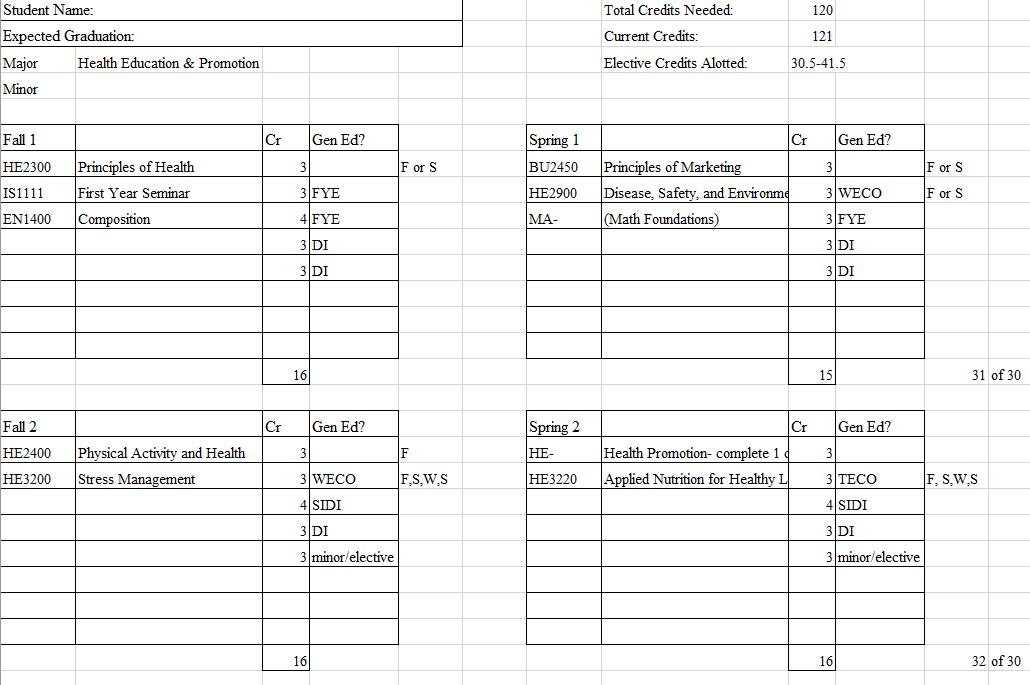 Student Name: Total Credits Needed: 120
Expected Graduation: Current Credits: 121
Major Health Education & Promotion Elective Credits Alotted: 30.5-41.5
Minor
Fall 1 Cr Gen Ed? Spring 1 Cr Gen Ed?
HE2300 Principles of Health 3 F or S BU2450 Principles of Marketing 3 F or S
IS1111 First Year Seminar 3 FYE HE2900 Disease, Safety, and Environme 3 WECO F or S
EN1400 Composition 4 FYE MA- (Math Foundations) 3 FYE
3 DI 3 DI
3 DI 3 DI
16 15 31 of 30
Fall 2 Cr Gen Ed? Spring 2 Cr Gen Ed?
HE2400 Physical Activity and Health 3 F HE- Health Promotion- complete 1 c 3
HE3200 Stress Management 3 WECO F,S,W,S HE3220 Applied Nutrition for Healthy L 3 TECO F, S,W,S
4 SIDI 4 SIDI
3 DI 3 DI
3 minor/elective 3 minor/elective
16 16 32 of 30